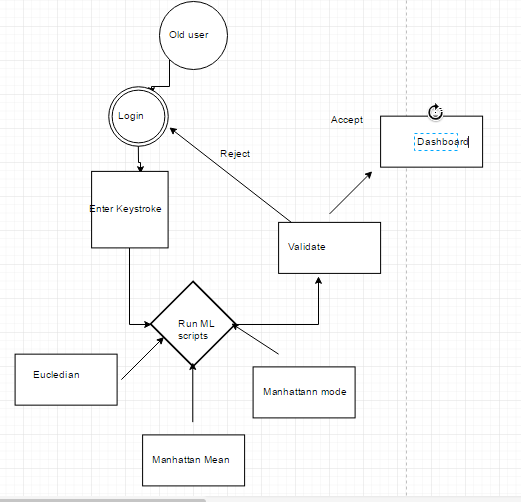 Old user
Login
Accept
Dashboard
Reject
Enter Keystroke
Validate
Run ML
scripts
Eucledian
Manhattann mode
Manhattan Mean